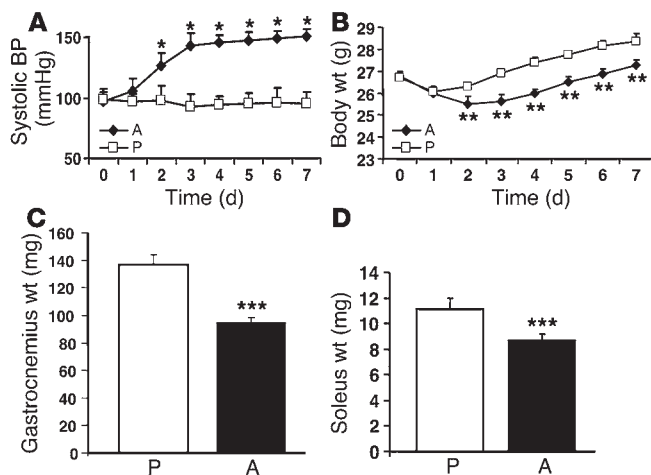 A
Systolic BP
(mmHg)
150
100
50
* * * * * *
A
P
0 1 2 3 4 5 6 7
Time (d)
B
Body wt (g)
29
28
27
26
25
24
23
** ** ** ** ** **
A
P
0 1 2 3 4 5 6 7
Time (d)
C
Gastrocnemius wt (mg)
160
140
120
100
80
60
40
20
0
***
P A
D
Soleus wt (mg)
14
12
10
8
6
4
2
0
***
P A